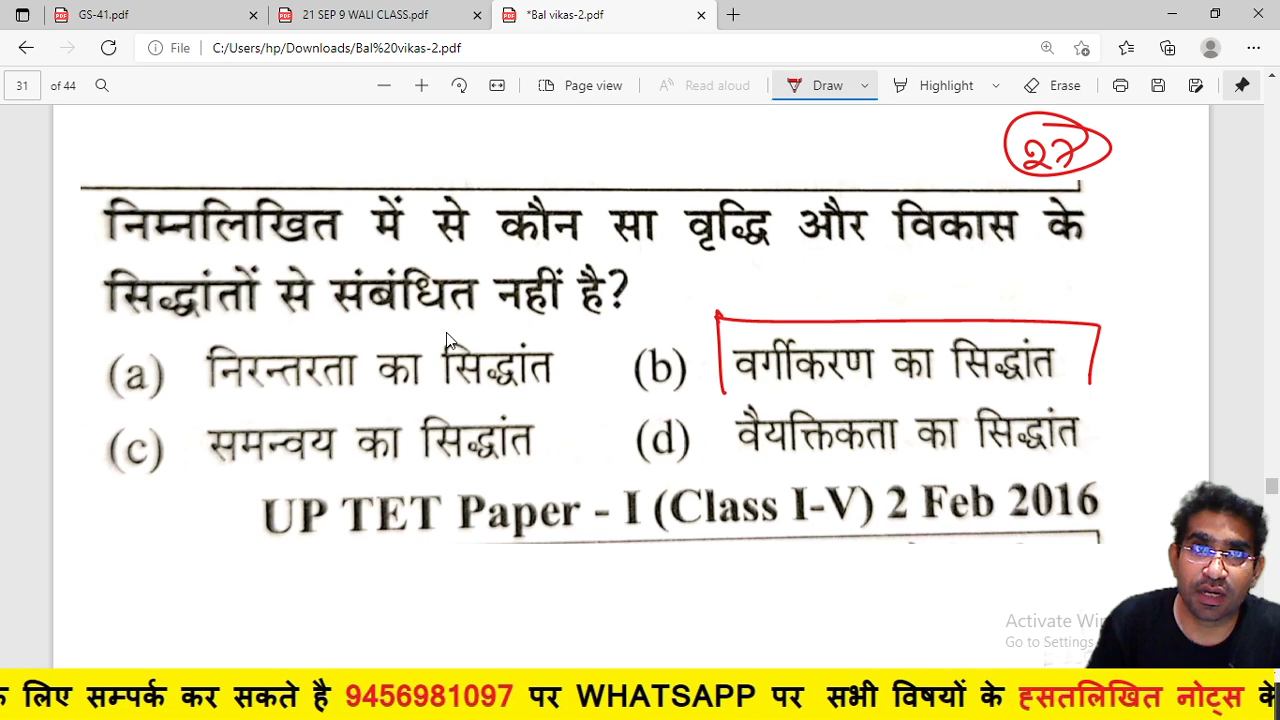 GS-41.pdf
21 SEP 9 WALI CLASS.pdf
*Bal vikas-2.pdf
File
C:/Users/hp/Downloads/Bal%20vikas-2.pdf
31 of 44
Page view
Read aloud
Draw
Highlight
Erase
27
निम्नलिखित में से कौन सा वृद्धि और विकास के
सिद्धांतों से संबंधित नहीं है?
(a) निरन्तरता का सिद्धांत (b) वर्गीकरण का सिद्धांत
(c) समन्वय का सिद्धांत (d) वैयक्तिकता का सिद्धांत
UP TET Paper - I (Class I-V) 2 Feb 2016
Activate Wi
Go to Settings
के लिए सम्पर्क कर सकते है 9456981097 पर WHATSAPP पर सभी विषयों के ह्सतलिखित नोट्स के